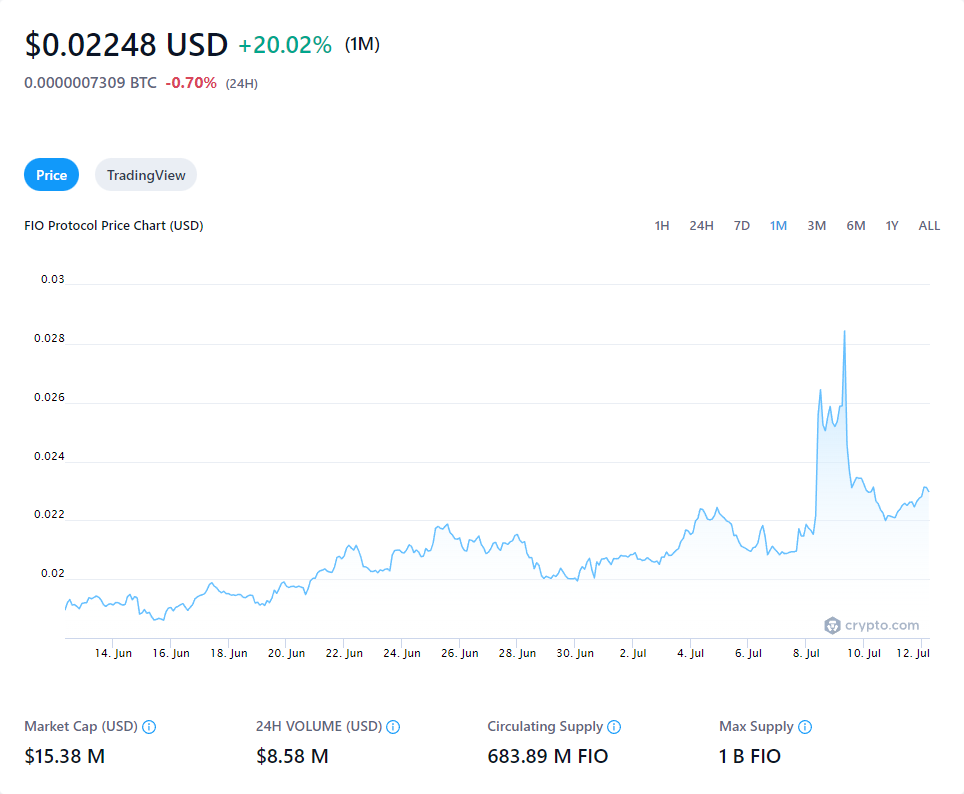 $0.02248 USD +20.02% (1M)
0.0000007309 BTC -0.70% (24H)
Price TradingView
FIO Protocol Price Chart (USD) 1H 24H 7D 1M 3M 6M 1Y ALL
0.03
0.028
0.026
0.024
0.022
0.02
crypto.com
14. Jun 16. Jun 18. Jun 20. Jun 22. Jun 24. Jun 26. Jun 28. Jun 30. Jun 2. Jul 4. Jul 6. Jul 8. Jul 10. Jul 12. Jul
Market Cap (USD) 24H VOLUME (USD) Circulating Supply Max Supply
$15.38 M $8.58 M 683.89 M FIO 1 B FIO